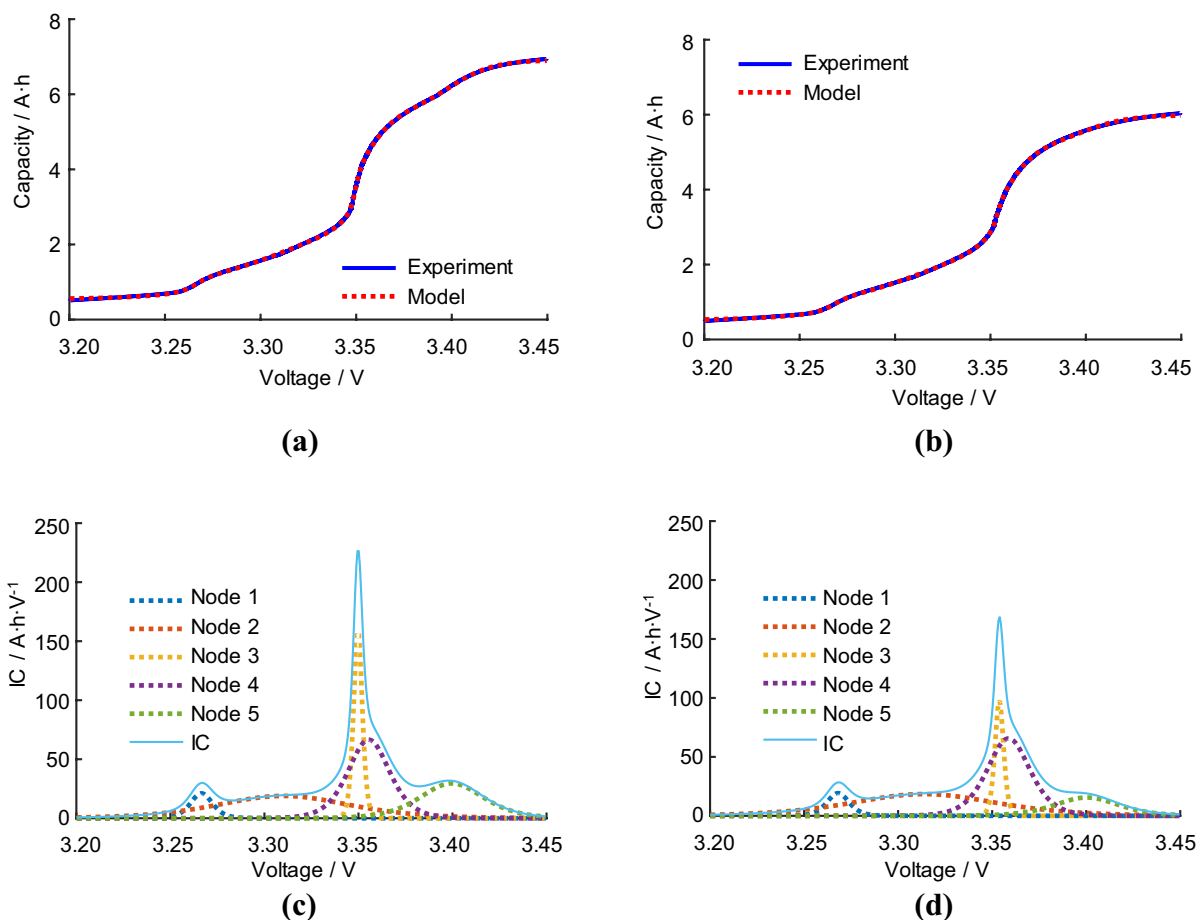 8
6
4
2
0
Capacity / A·h
Experiment
Model
3.20 3.25 3.30 3.35 3.40 3.45
Voltage / V
(a)
8
6
4
2
0
Capacity / A·h
Experiment
Model
3.20 3.25 3.30 3.35 3.40 3.45
Voltage / V
(b)
250
200
150
100
50
0
IC / A·h·V⁻¹
Node 1
Node 2
Node 3
Node 4
Node 5
IC
3.20 3.25 3.30 3.35 3.40 3.45
Voltage / V
(c)
250
200
150
100
50
0
IC / A·h·V⁻¹
Node 1
Node 2
Node 3
Node 4
Node 5
IC
3.20 3.25 3.30 3.35 3.40 3.45
Voltage / V
(d)